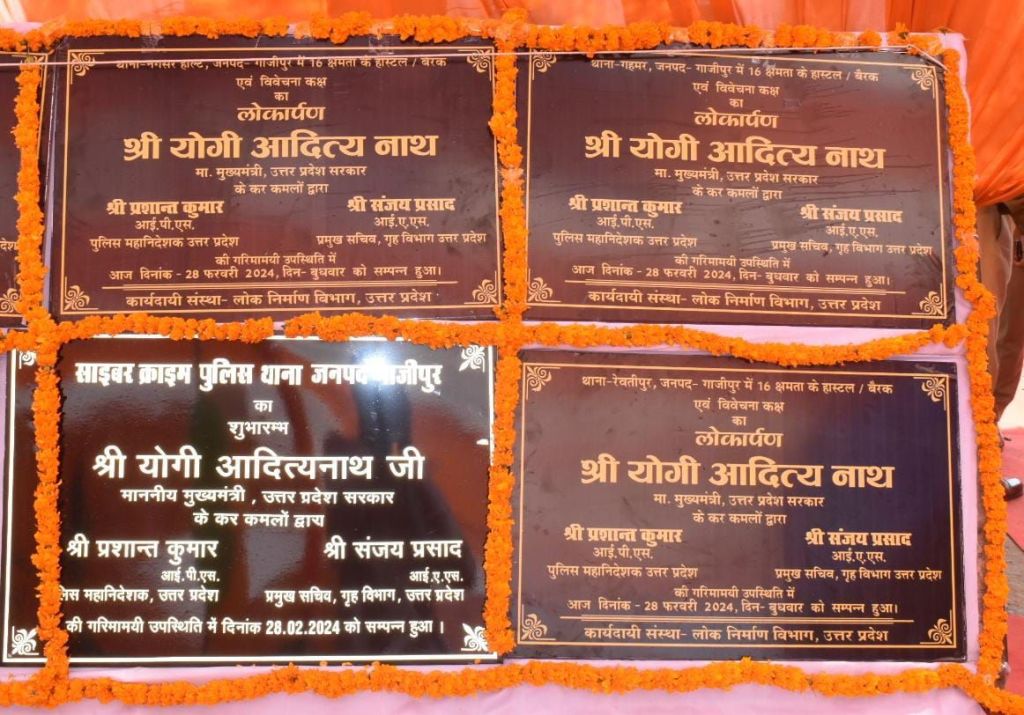 थाना-नगसर हाल्ट, जनपद- गाजीपुर में 16 क्षमता के हास्टल / बैरक
एवं विवेचना कक्ष
का
लोकार्पण
श्री योगी आदित्य नाथ
मा. मुख्यमंत्री, उत्तर प्रदेश सरकार
के कर कमलों द्वारा
श्री प्रशान्त कुमार
आई.पी.एस.
पुलिस महानिदेशक उत्तर प्रदेश
श्री संजय प्रसाद
आई.ए.एस.
प्रमुख सचिव, गृह विभाग उत्तर प्रदेश
की गरिमामयी उपस्थिति में
आज दिनांक - 28 फरवरी 2024, दिन- बुधवार को सम्पन्न हुआ।
कार्यदायी संस्था- लोक निर्माण विभाग, उत्तर प्रदेश
थाना-गहमर, जनपद- गाजीपुर में 16 क्षमता के हास्टल / बैरक
एवं विवेचना कक्ष
का
लोकार्पण
श्री योगी आदित्य नाथ
मा. मुख्यमंत्री, उत्तर प्रदेश सरकार
के कर कमलों द्वारा
श्री प्रशान्त कुमार
आई.पी.एस.
पुलिस महानिदेशक उत्तर प्रदेश
श्री संजय प्रसाद
आई.ए.एस.
प्रमुख सचिव, गृह विभाग उत्तर प्रदेश
की गरिमामयी उपस्थिति में
आज दिनांक - 28 फरवरी 2024, दिन- बुधवार को सम्पन्न हुआ।
कार्यदायी संस्था- लोक निर्माण विभाग, उत्तर प्रदेश
साइबर क्राइम पुलिस थाना जनपद गाजीपुर
का
शुभारम्भ
श्री योगी आदित्यनाथ जी
माननीय मुख्यमंत्री , उत्तर प्रदेश सरकार
के कर कमलों द्वारा
श्री प्रशान्त कुमार
आई.पी.एस.
महानिदेशक, उत्तर प्रदेश
श्री संजय प्रसाद
आई.ए.एस.
प्रमुख सचिव, गृह विभाग, उत्तर प्रदेश
की गरिमामयी उपस्थिति में दिनांक 28.02.2024 को सम्पन्न हुआ ।
थाना-रेवतीपुर, जनपद- गाजीपुर में 16 क्षमता के हास्टल / बैरक
एवं विवेचना कक्ष
का
लोकार्पण
श्री योगी आदित्य नाथ
मा. मुख्यमंत्री, उत्तर प्रदेश सरकार
के कर कमलों द्वारा
श्री प्रशान्त कुमार
आई.पी.एस.
पुलिस महानिदेशक उत्तर प्रदेश
श्री संजय प्रसाद
आई.ए.एस.
प्रमुख सचिव, गृह विभाग उत्तर प्रदेश
की गरिमामयी उपस्थिति में
आज दिनांक - 28 फरवरी 2024, दिन- बुधवार को सम्पन्न हुआ।
कार्यदायी संस्था- लोक निर्माण विभाग, उत्तर प्रदेश